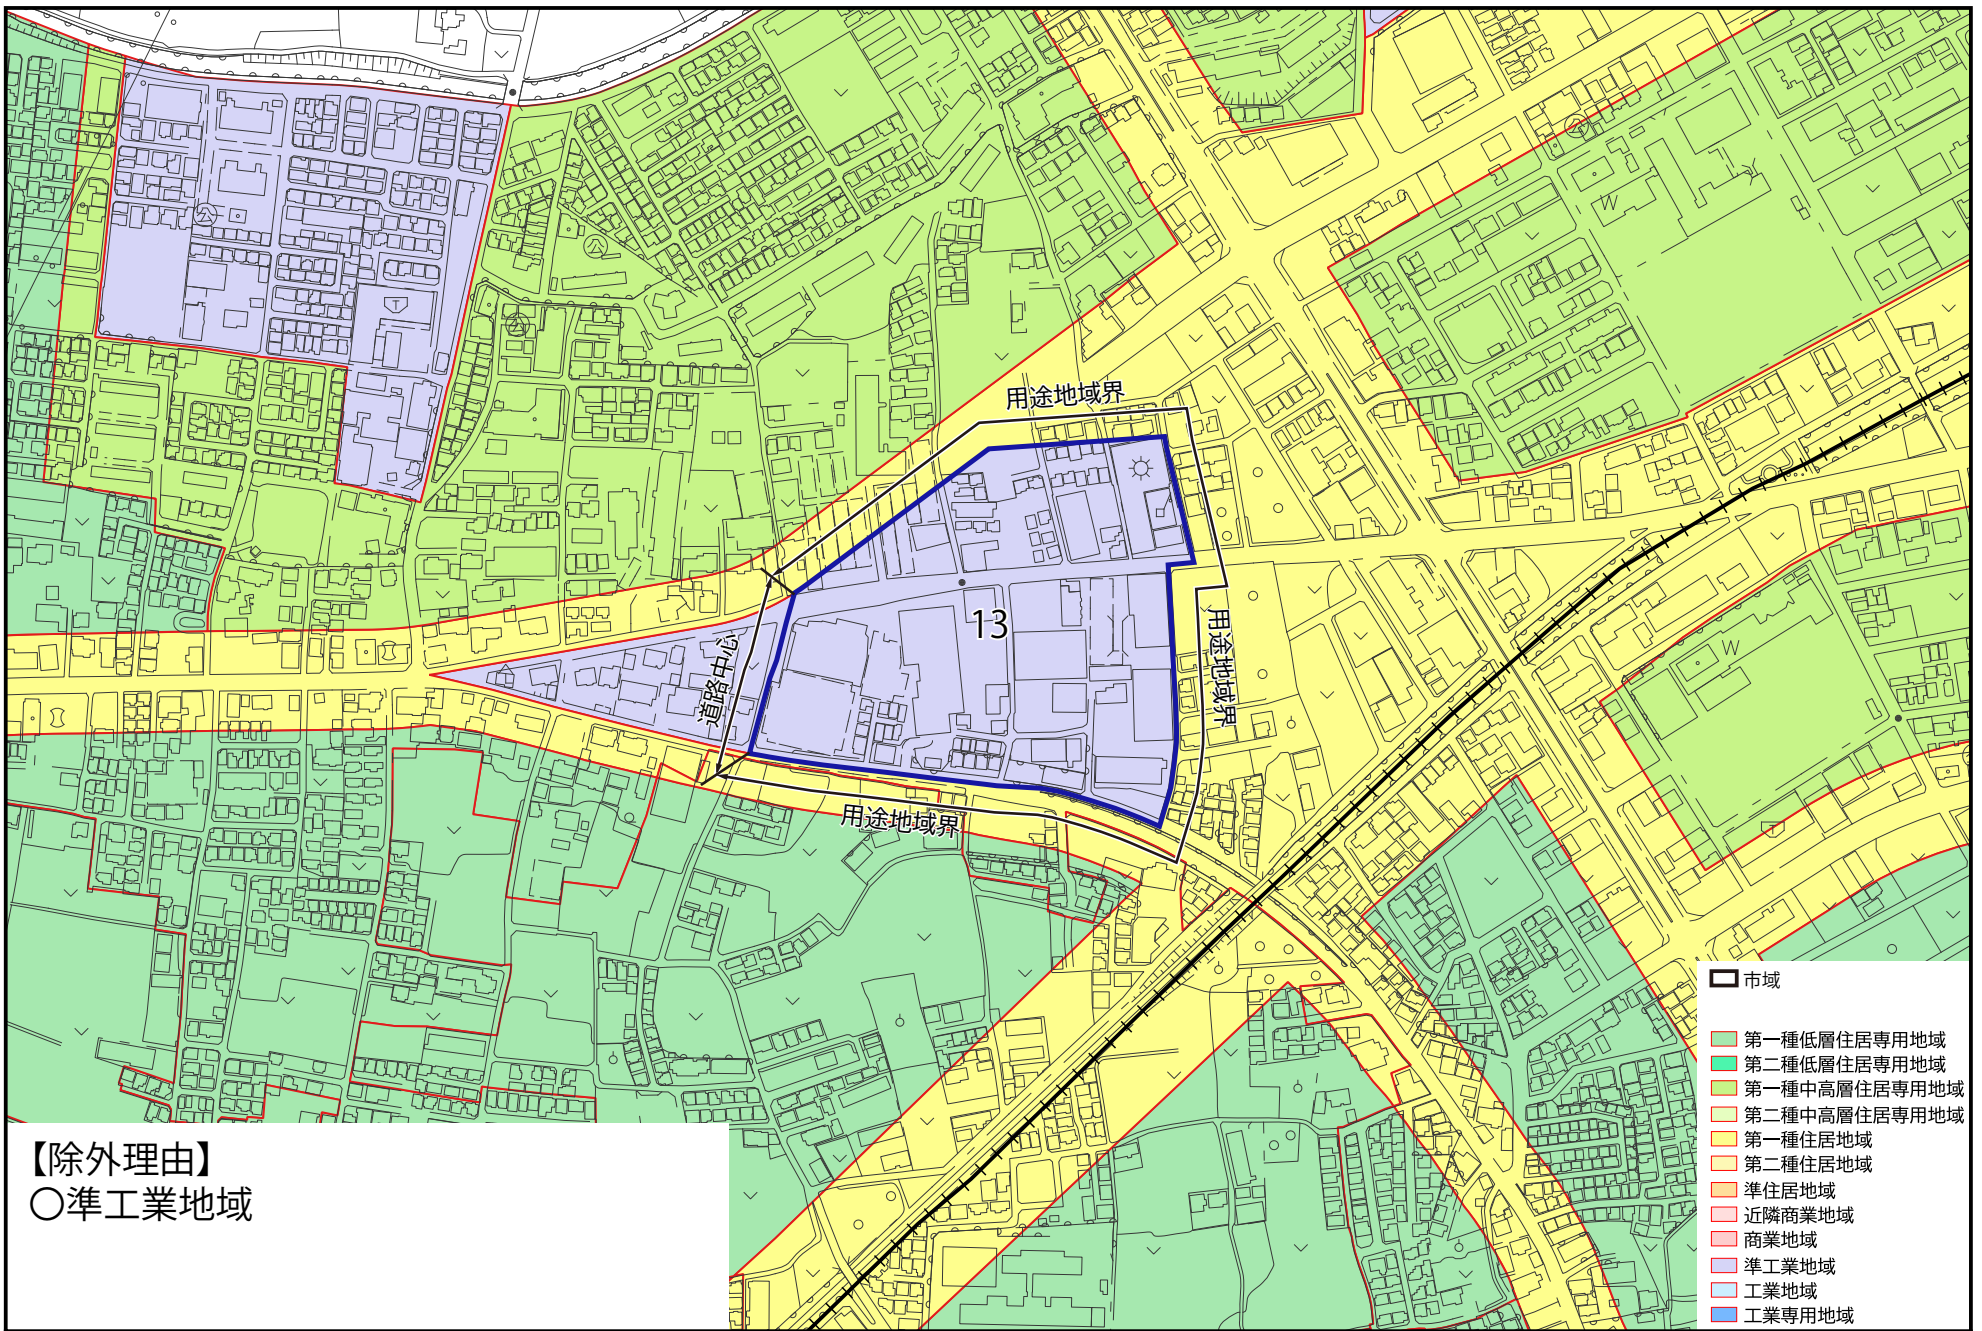 用途地域界
13
道路中心
用途地域界
用途地域界
W
W
T
T
【除外理由】
〇準工業地域
市域
第一種低層住居専用地域
第二種低層住居専用地域
第一種中高層住居専用地域
第二種中高層住居専用地域
第一種住居地域
第二種住居地域
準住居地域
近隣商業地域
商業地域
準工業地域
工業地域
工業専用地域